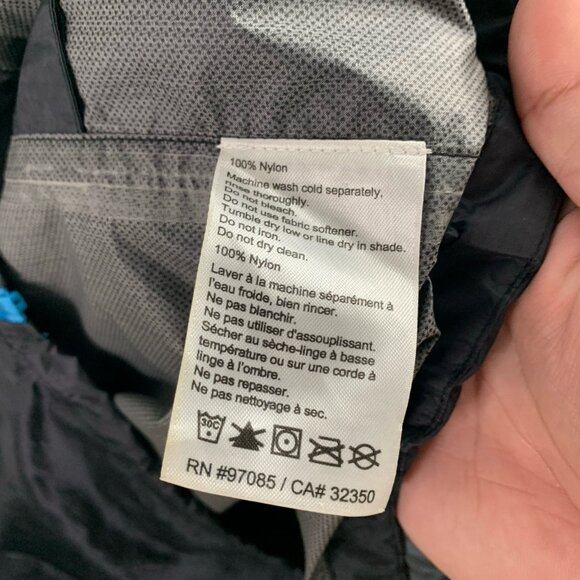 100% Nylon
Machine wash cold separately,
rinse thoroughly.
Do not bleach.
Do not use fabric softener.
Tumble dry low or line dry in shade.
Do not iron.
Do not dry clean.
100% Nylon
Laver à la machine séparément à
l'eau froide, bien rincer.
Ne pas blanchir.
Ne pas utiliser d'assouplissant.
Sécher au sèche-linge à basse
température ou sur une corde à
linge à l'ombre.
Ne pas repasser.
Ne pas nettoyage à sec.
30C
RN #97085 / CA# 32350